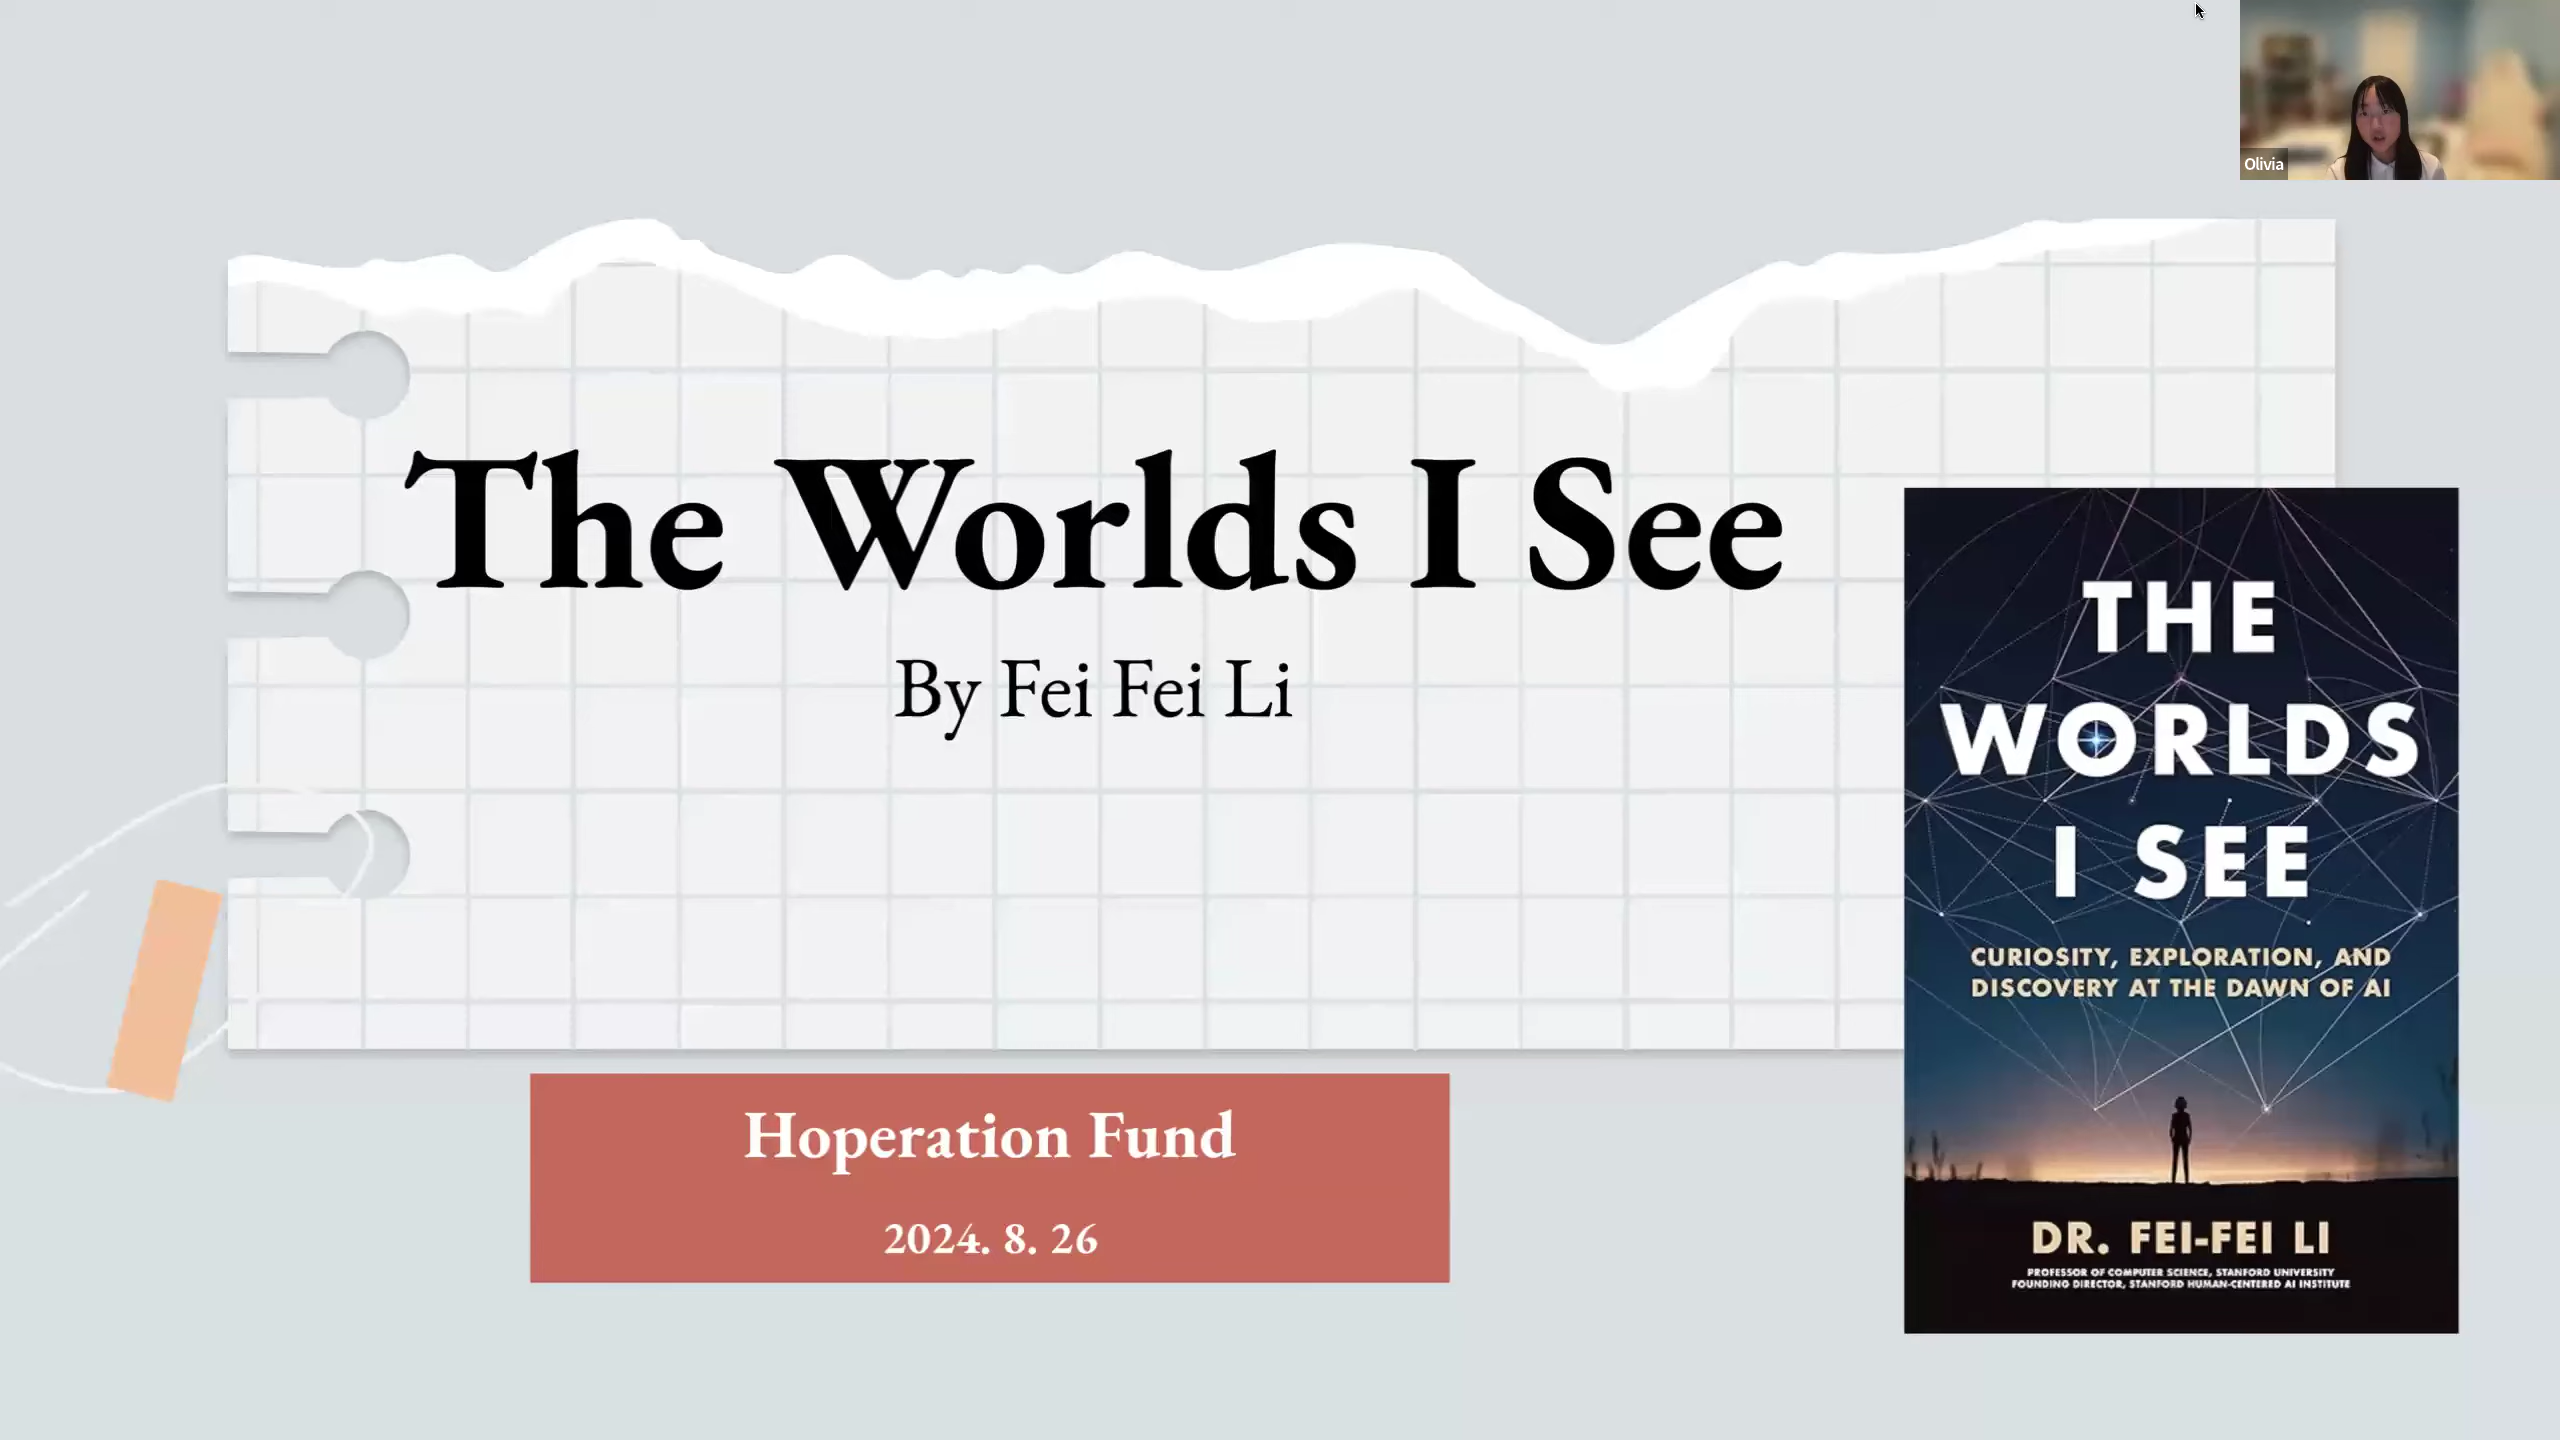 Olivia
The Worlds I See
By Fei Fei Li
THE
WORLDS
I SEE
CURIOSITY, EXPLORATION, AND
DISCOVERY AT THE DAWN OF AI
DR. FEI-FEI LI
PROFESSOR OF COMPUTER SCIENCE, STANFORD UNIVERSITY
FOUNDING DIRECTOR, STANFORD HUMAN-CENTERED AI INSTITUTE
Hoperation Fund
2024. 8. 26